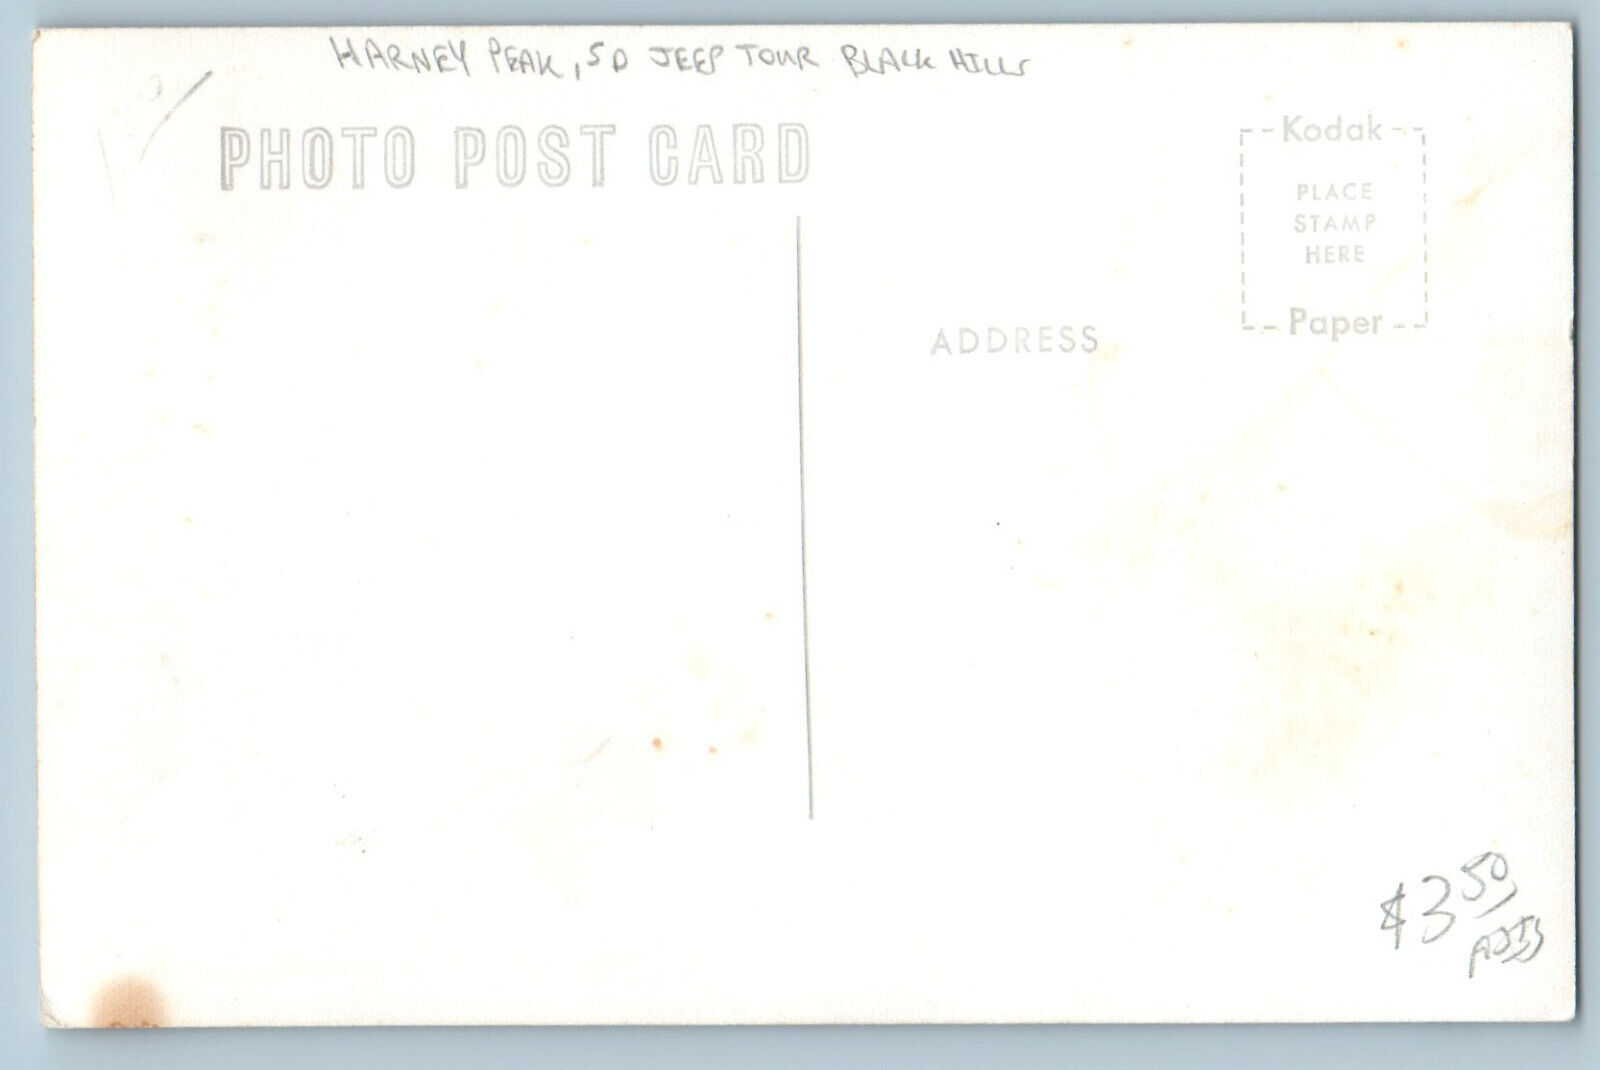 HARNEY PEAK, SD JEEP TOUR BLACK HILLS
PHOTO POST CARD
Kodak
PLACE
STAMP
HERE
Paper
ADDRESS
$3.50